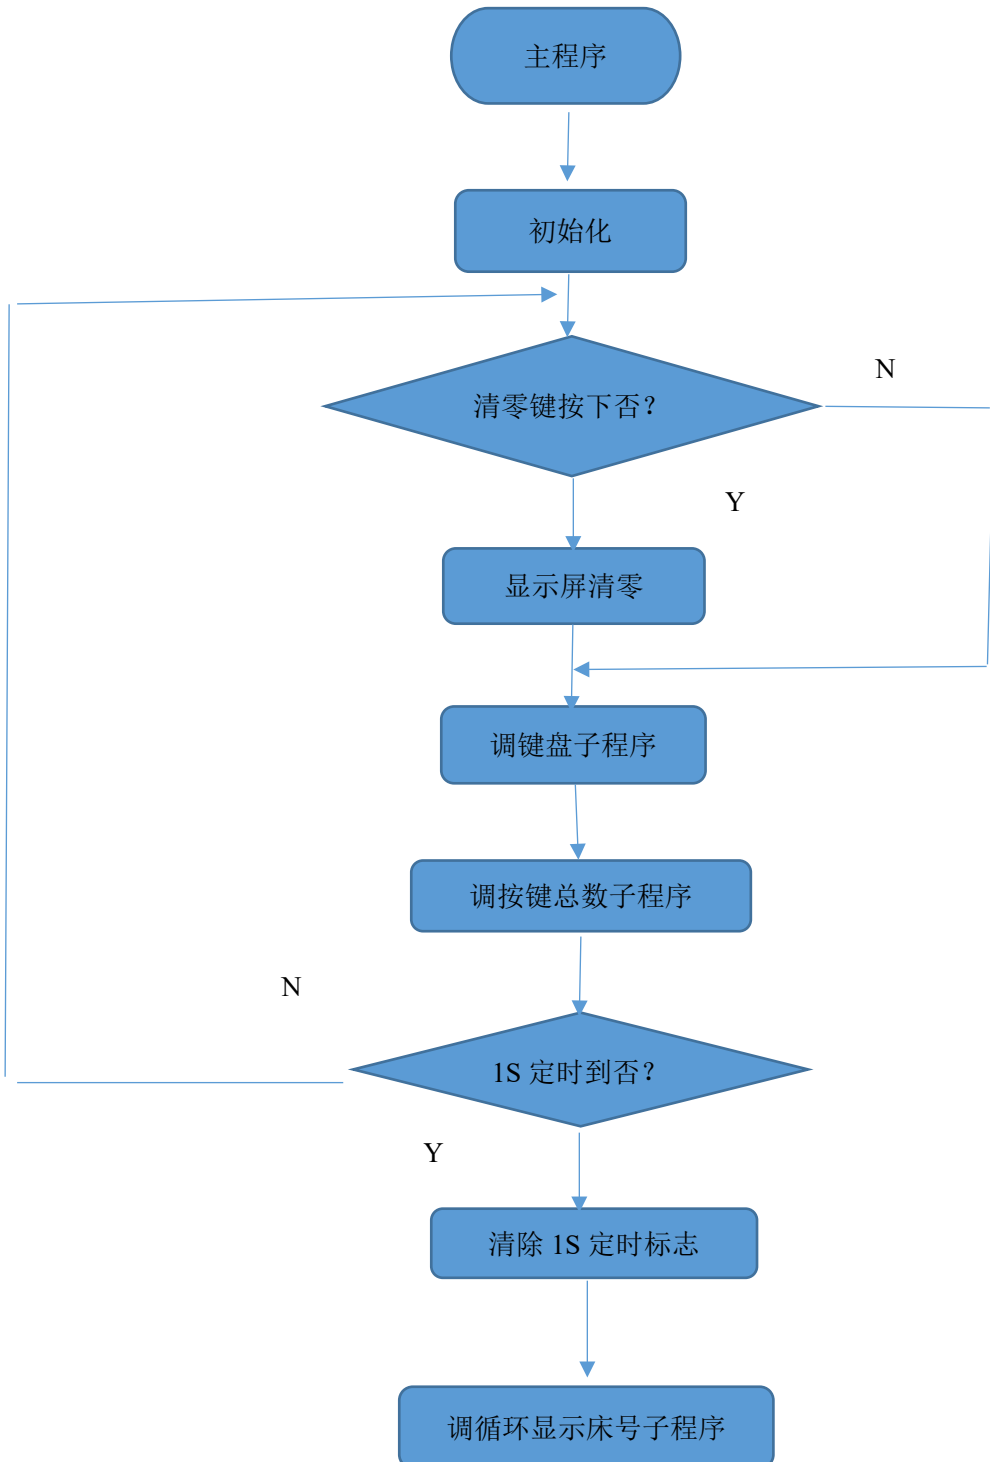 主程序
初始化
N
清零键按下否？
Y
显示屏清零
调键盘子程序
调按键总数子程序
N
1S 定时到否？
Y
清除 1S 定时标志
调循环显示床号子程序